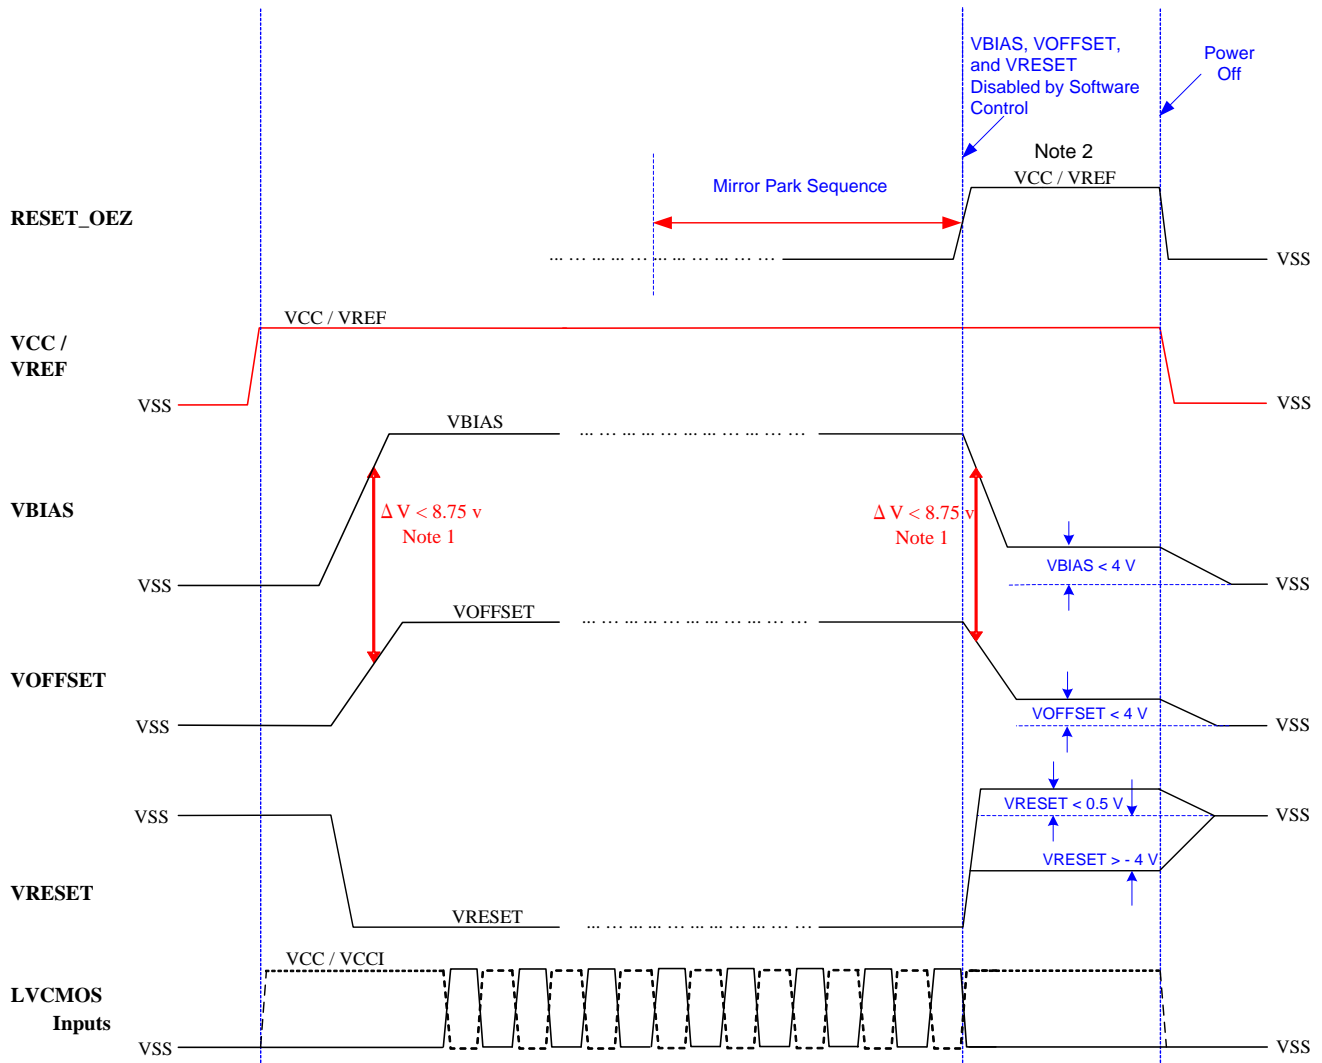 VBIAS, VOFFSET,
and VRESET
Disabled by Software
Control
Power
Off
Note 2
VCC / VREF
Mirror Park Sequence
RESET_OEZ
... ... ... ... ... ... ... ... ... ...
VSS
VCC / VREF
VCC /
VREF
VSS
VSS
VBIAS
... ... ... ... ... ... ... ... ... ...
VBIAS
Δ V < 8.75 v
Note 1
Δ V < 8.75 v
Note 1
VBIAS < 4 V
VSS
VSS
VOFFSET
... ... ... ... ... ... ... ... ... ...
VOFFSET
VOFFSET < 4 V
VSS
VSS
VRESET < 0.5 V
VSS
VSS
VRESET > - 4 V
VRESET
VRESET
... ... ... ... ... ... ... ... ... ...
VCC / VCCI
LVCMOS
Inputs
VSS
VSS